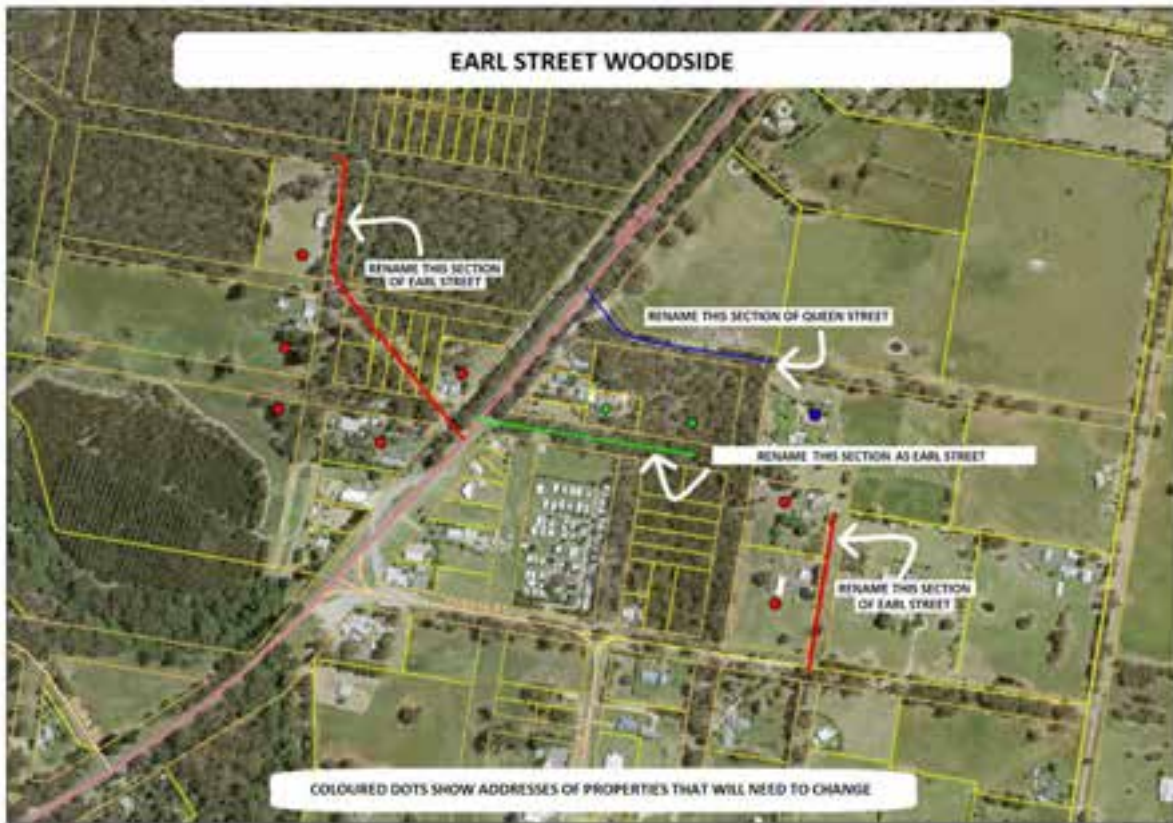 EARL STREET WOODSIDE
RENAME THIS SECTION
OF EARL STREET
RENAME THIS SECTION OF QUEEN STREET
RENAME THIS SECTION AS EARL STREET
RENAME THIS SECTION
OF EARL STREET
COLOURED DOTS SHOW ADDRESSES OF PROPERTIES THAT WILL NEED TO CHANGE